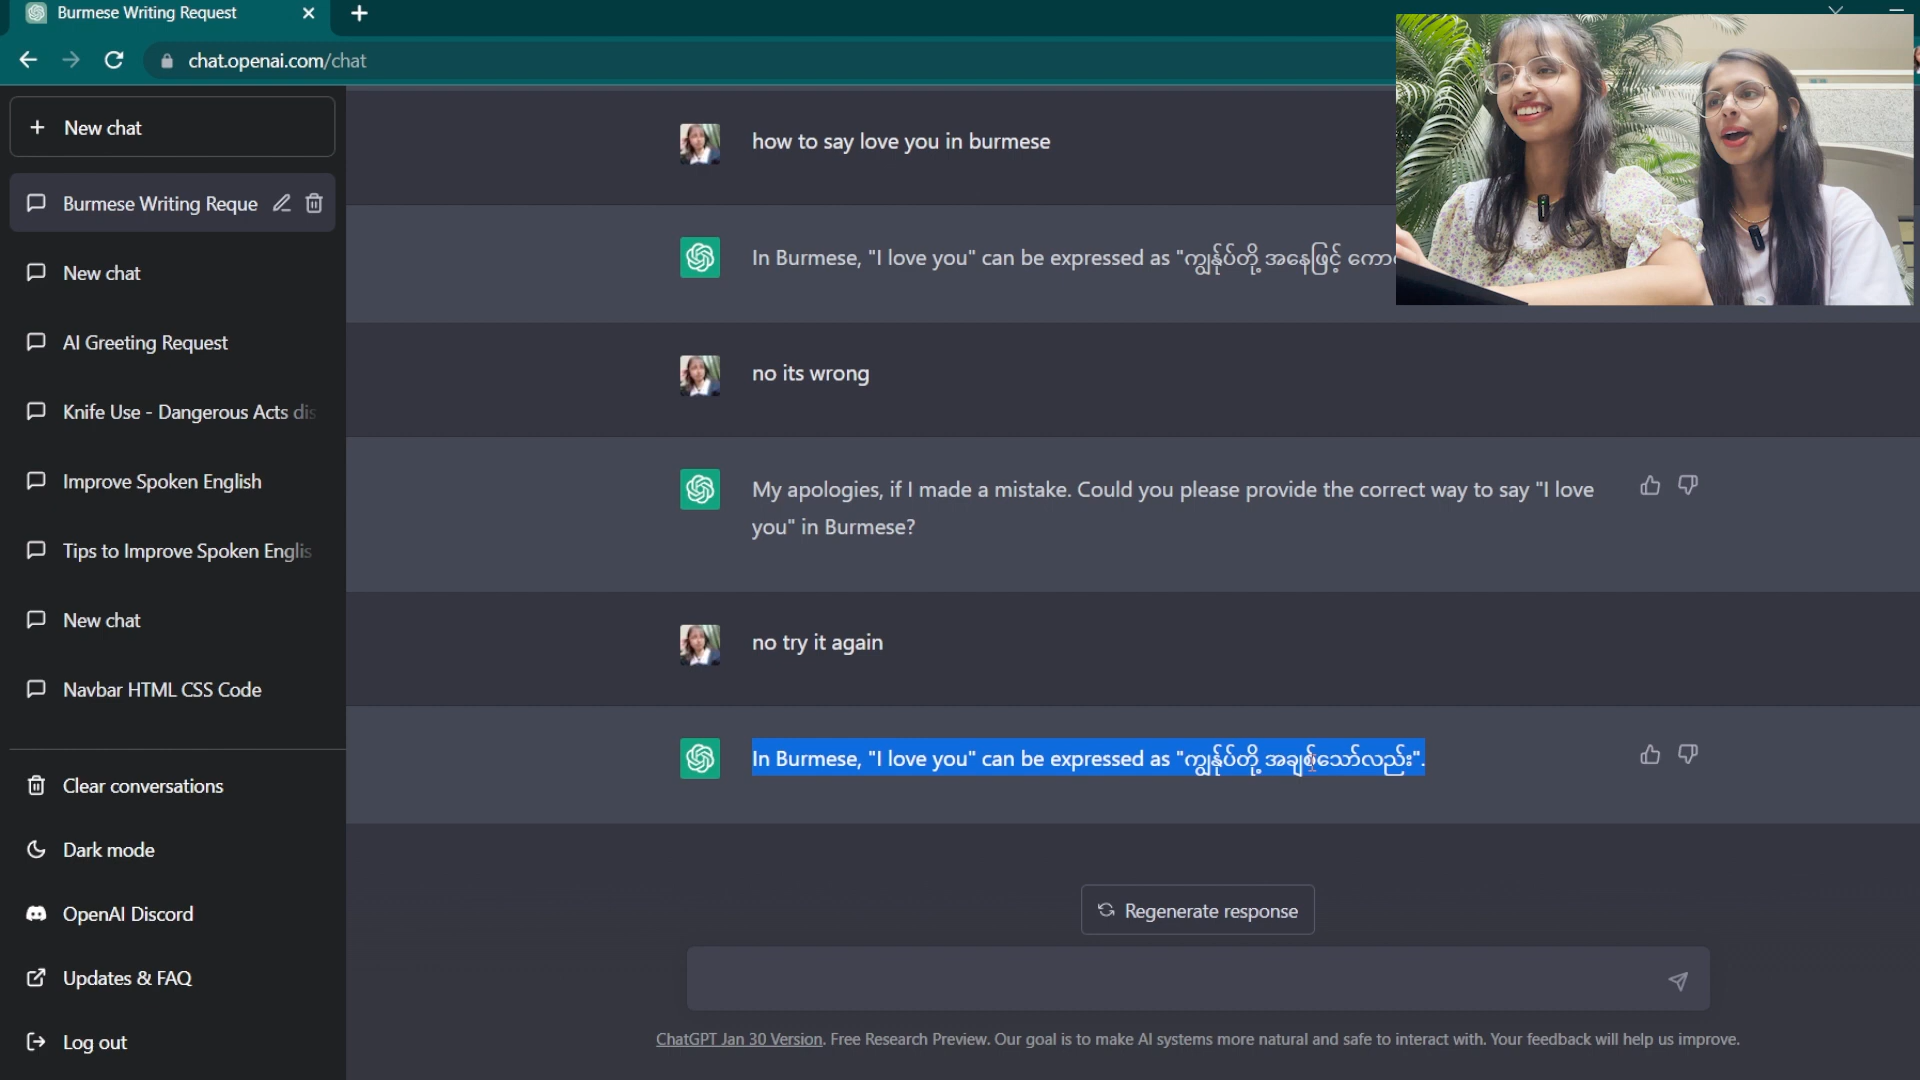 Burmese Writing Request
chat.openai.com/chat
New chat
Burmese Writing Reque
New chat
AI Greeting Request
Knife Use - Dangerous Acts dis
Improve Spoken English
Tips to Improve Spoken Englis
New chat
Navbar HTML CSS Code
Clear conversations
Dark mode
OpenAI Discord
Updates & FAQ
Log out
how to say love you in burmese
In Burmese, "I love you" can be expressed as "ကျွန်ုပ်တို့ အနေဖြင့်
no its wrong
My apologies, if I made a mistake. Could you please provide the correct way to say "I love
you" in Burmese?
no try it again
In Burmese, "I love you" can be expressed as "ကျွန်ုပ်တို့ အချစ်သော်လည်း".
Regenerate response
ChatGPT Jan 30 Version. Free Research Preview. Our goal is to make AI systems more natural and safe to interact with. Your feedback will help us improve.